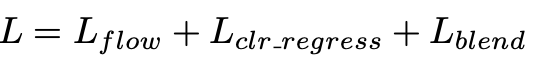 L = L_{flow} + L_{clr\_regress} + L_{blend}